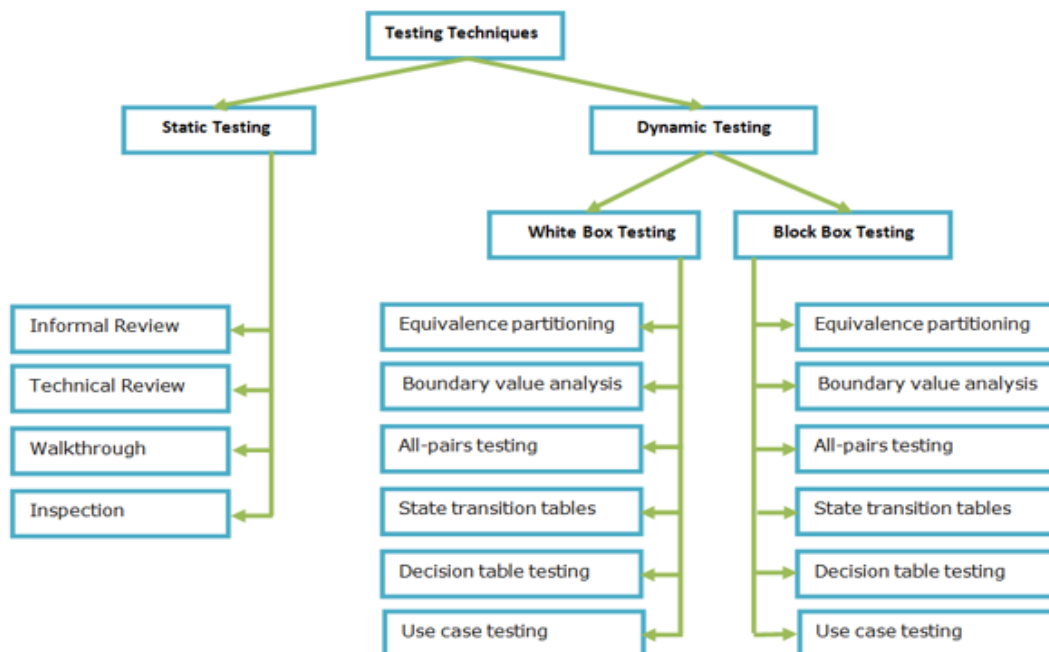 Testing Techniques
Static Testing
Dynamic Testing
White Box Testing
Block Box Testing
Informal Review
Technical Review
Walkthrough
Inspection
Equivalence partitioning
Boundary value analysis
All-pairs testing
State transition tables
Decision table testing
Use case testing
Equivalence partitioning
Boundary value analysis
All-pairs testing
State transition tables
Decision table testing
Use case testing